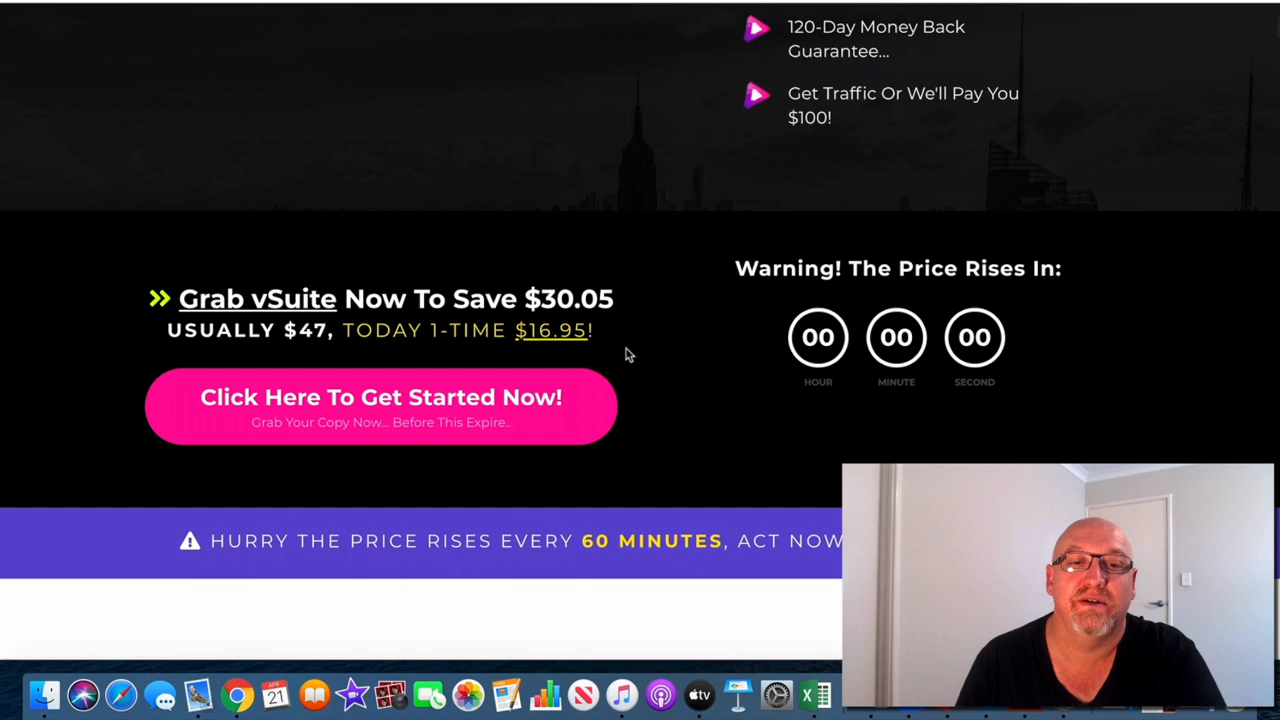 120-Day Money Back
Guarantee...
Get Traffic Or We'll Pay You
$100!
Grab vSuite Now To Save $30.05
USUALLY $47, TODAY 1-TIME $16.95!
Click Here To Get Started Now!
Grab Your Copy Now... Before This Expire..
Warning! The Price Rises In:
00 00 00
HOUR MINUTE SECOND
HURRY THE PRICE RISES EVERY 60 MINUTES, ACT NOW
APR
21
tv